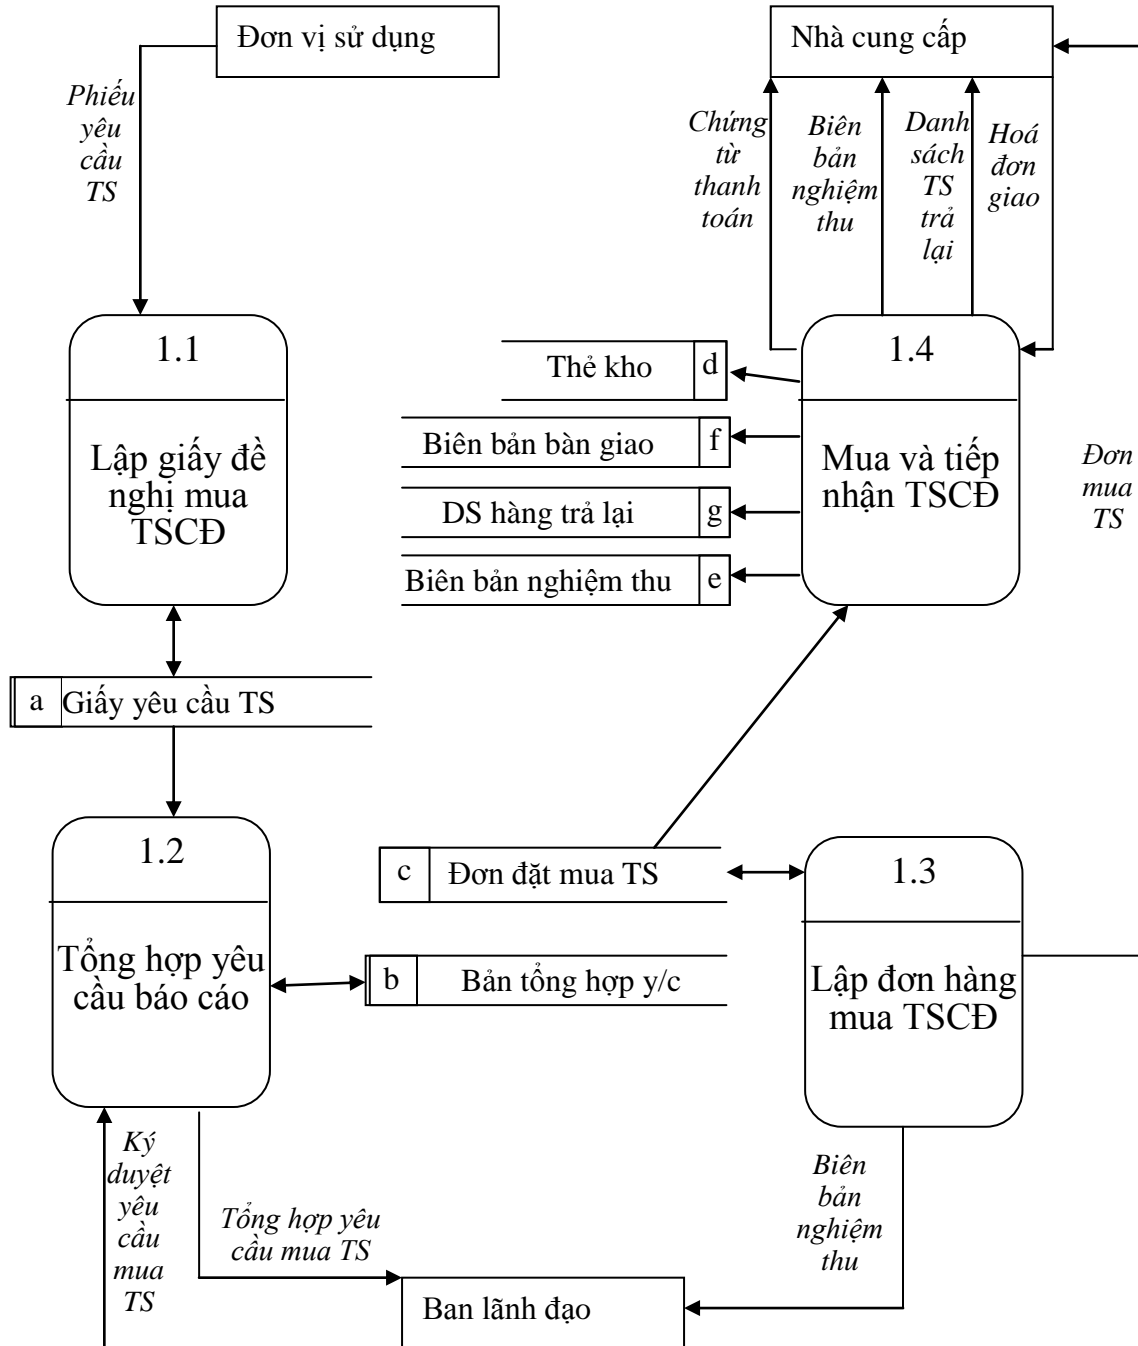 Đơn vị sử dụng
Nhà cung cấp
Phiếu
yêu
cầu
TS
Chứng
từ
thanh
toán
Biên
bản
nghiệm
thu
Danh
sách
TS
trả
lại
Hoá
đơn
giao
1.1
Lập giấy đề
nghị mua
TSCĐ
Thẻ kho d
Biên bản bàn giao f
DS hàng trả lại g
Biên bản nghiệm thu e
1.4
Mua và tiếp
nhận TSCĐ
Đơn
mua
TS
a Giấy yêu cầu TS
1.2
Tổng hợp yêu
cầu báo cáo
c Đơn đặt mua TS
b Bản tổng hợp y/c
1.3
Lập đơn hàng
mua TSCĐ
Ký
duyệt
yêu
cầu
mua
TS
Tổng hợp yêu
cầu mua TS
Biên
bản
nghiệm
thu
Ban lãnh đạo